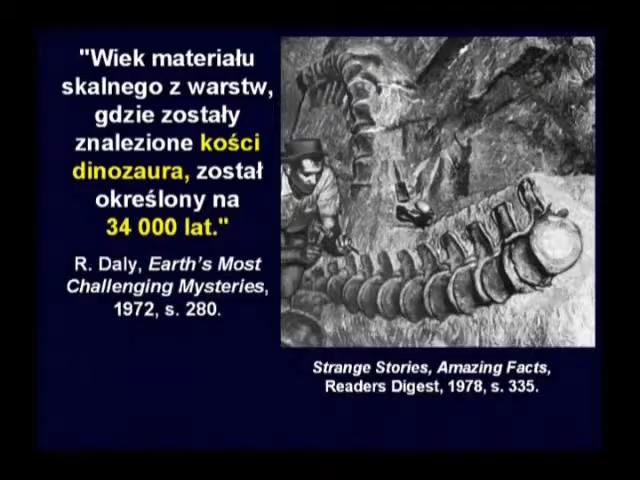 "Wiek materiału
skalnego z warstw,
gdzie zostały
znalezione kości
dinozaura, został
określony na
34 000 lat."
R. Daly, Earth's Most
Challenging Mysteries,
1972, s. 280.
Strange Stories, Amazing Facts,
Readers Digest, 1978, s. 335.